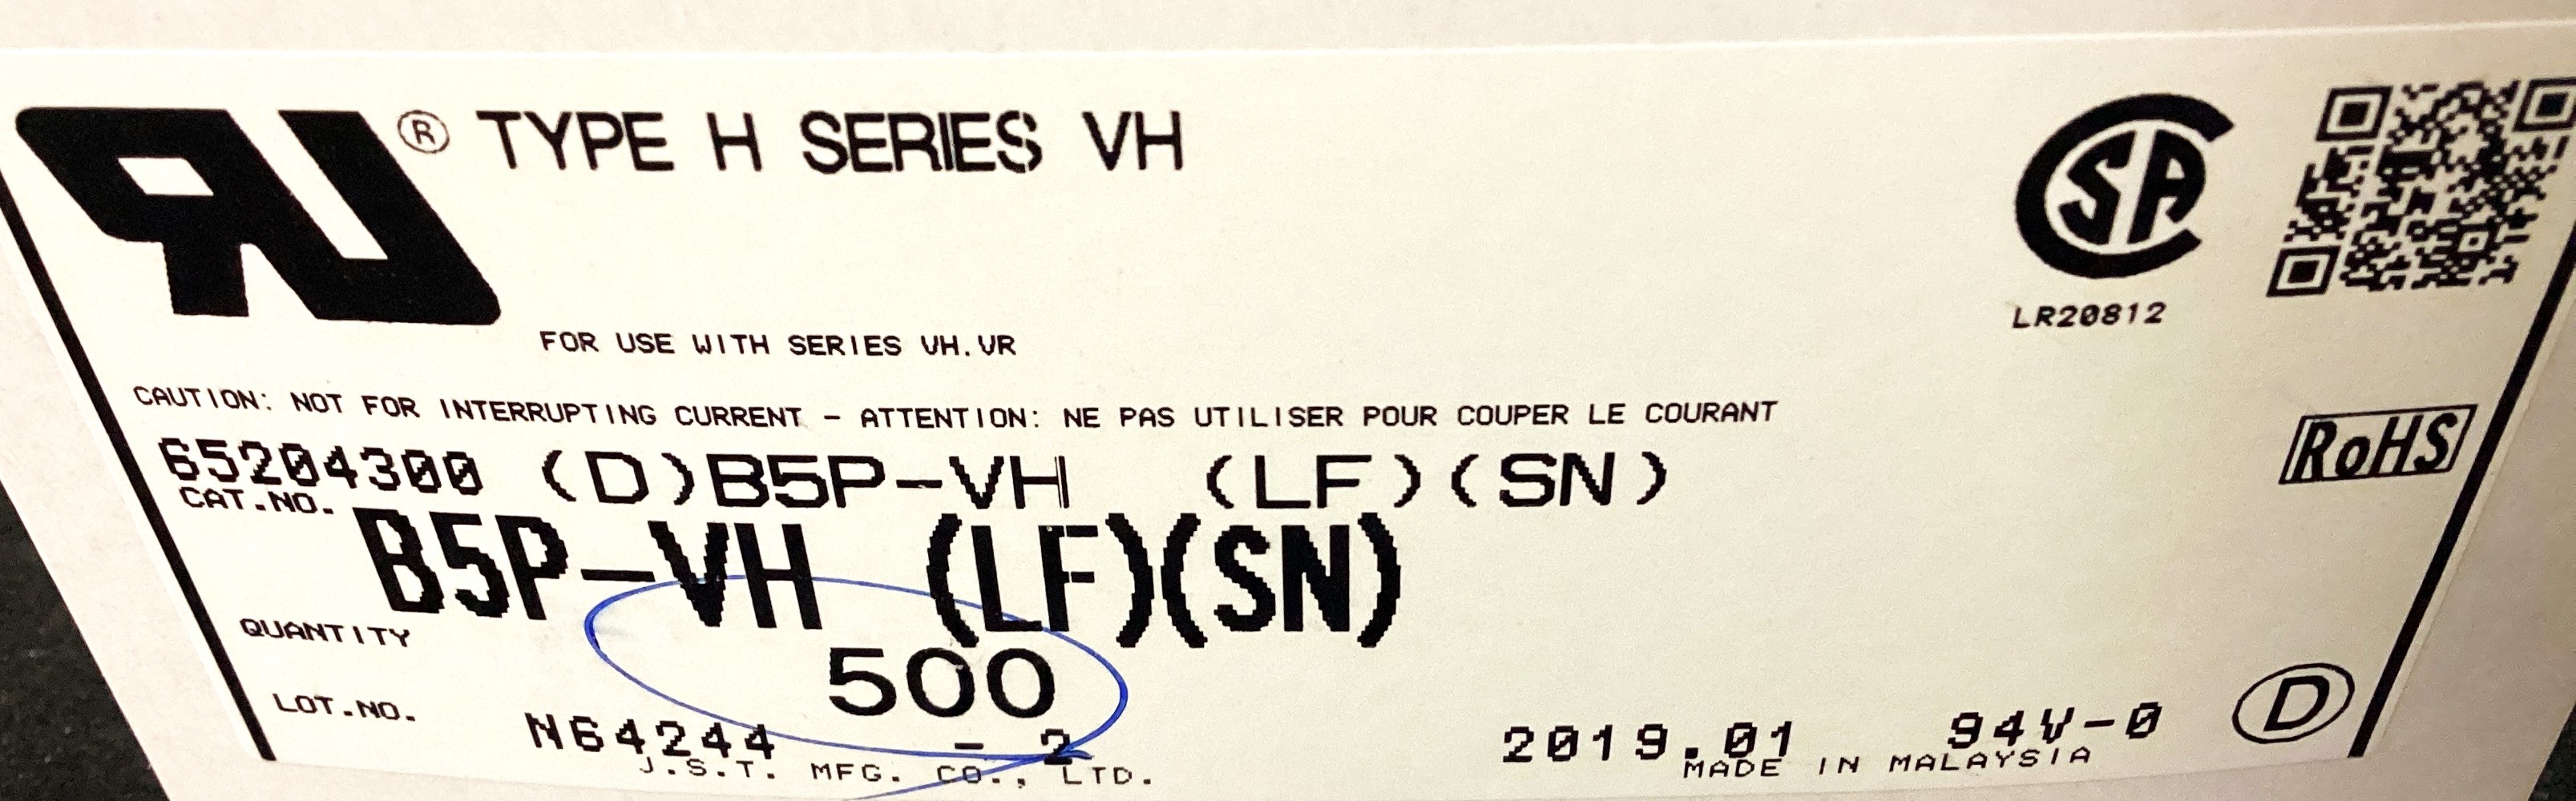 RU® TYPE H SERIES VH
CSA
LR20812
FOR USE WITH SERIES VH.VR
CAUTION: NOT FOR INTERRUPTING CURRENT - ATTENTION: NE PAS UTILISER POUR COUPER LE COURANT
RoHS
65204300 (D)B5P-VH (LF)(SN)
CAT.NO.
B5P-VH (LF)(SN)
QUANTITY
500
LOT.NO.
N64244 - 2
2019.01 94V-0 D
J.S.T. MFG. CO., LTD.
MADE IN MALAYSIA